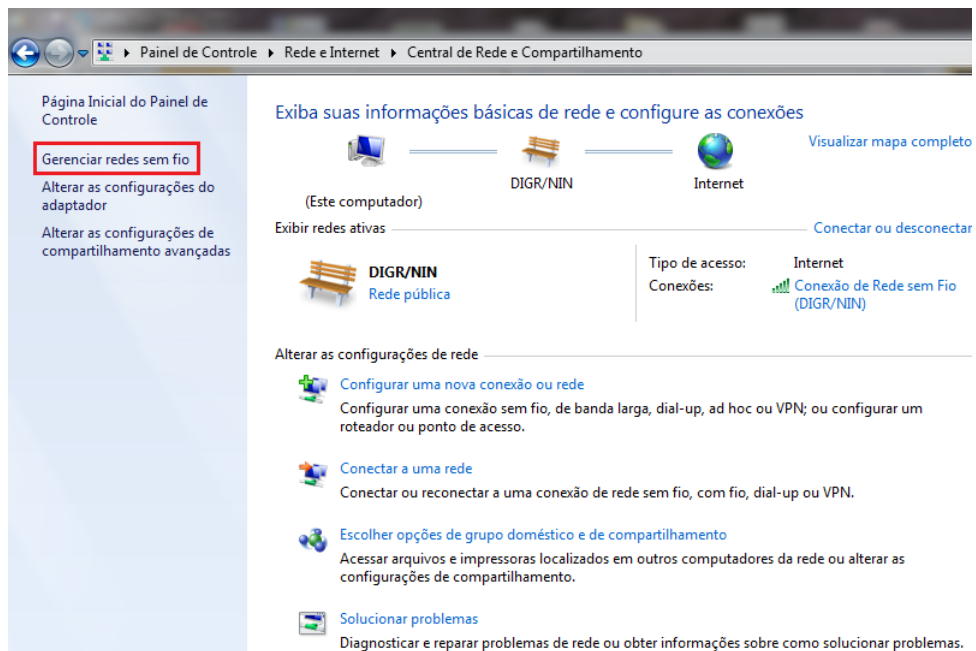 Painel de Controle Rede e Internet Central de Rede e Compartilhamento
Página Inicial do Painel de
Controle
Gerenciar redes sem fio
Alterar as configurações do
adaptador
Alterar as configurações de
compartilhamento avançadas
Exiba suas informações básicas de rede e configure as conexões
Visualizar mapa completo
(Este computador)
DIGR/NIN
Internet
Exibir redes ativas
Conectar ou desconectar
DIGR/NIN
Rede pública
Tipo de acesso: Internet
Conexões: Conexão de Rede sem Fio
(DIGR/NIN)
Alterar as configurações de rede
Configurar uma nova conexão ou rede
Configurar uma conexão sem fio, de banda larga, dial-up, ad hoc ou VPN; ou configurar um
roteador ou ponto de acesso.
Conectar a uma rede
Conectar ou reconectar a uma conexão de rede sem fio, com fio, dial-up ou VPN.
Escolher opções de grupo doméstico e de compartilhamento
Acessar arquivos e impressoras localizados em outros computadores da rede ou alterar as
configurações de compartilhamento.
Solucionar problemas
Diagnosticar e reparar problemas de rede ou obter informações sobre como solucionar problemas.